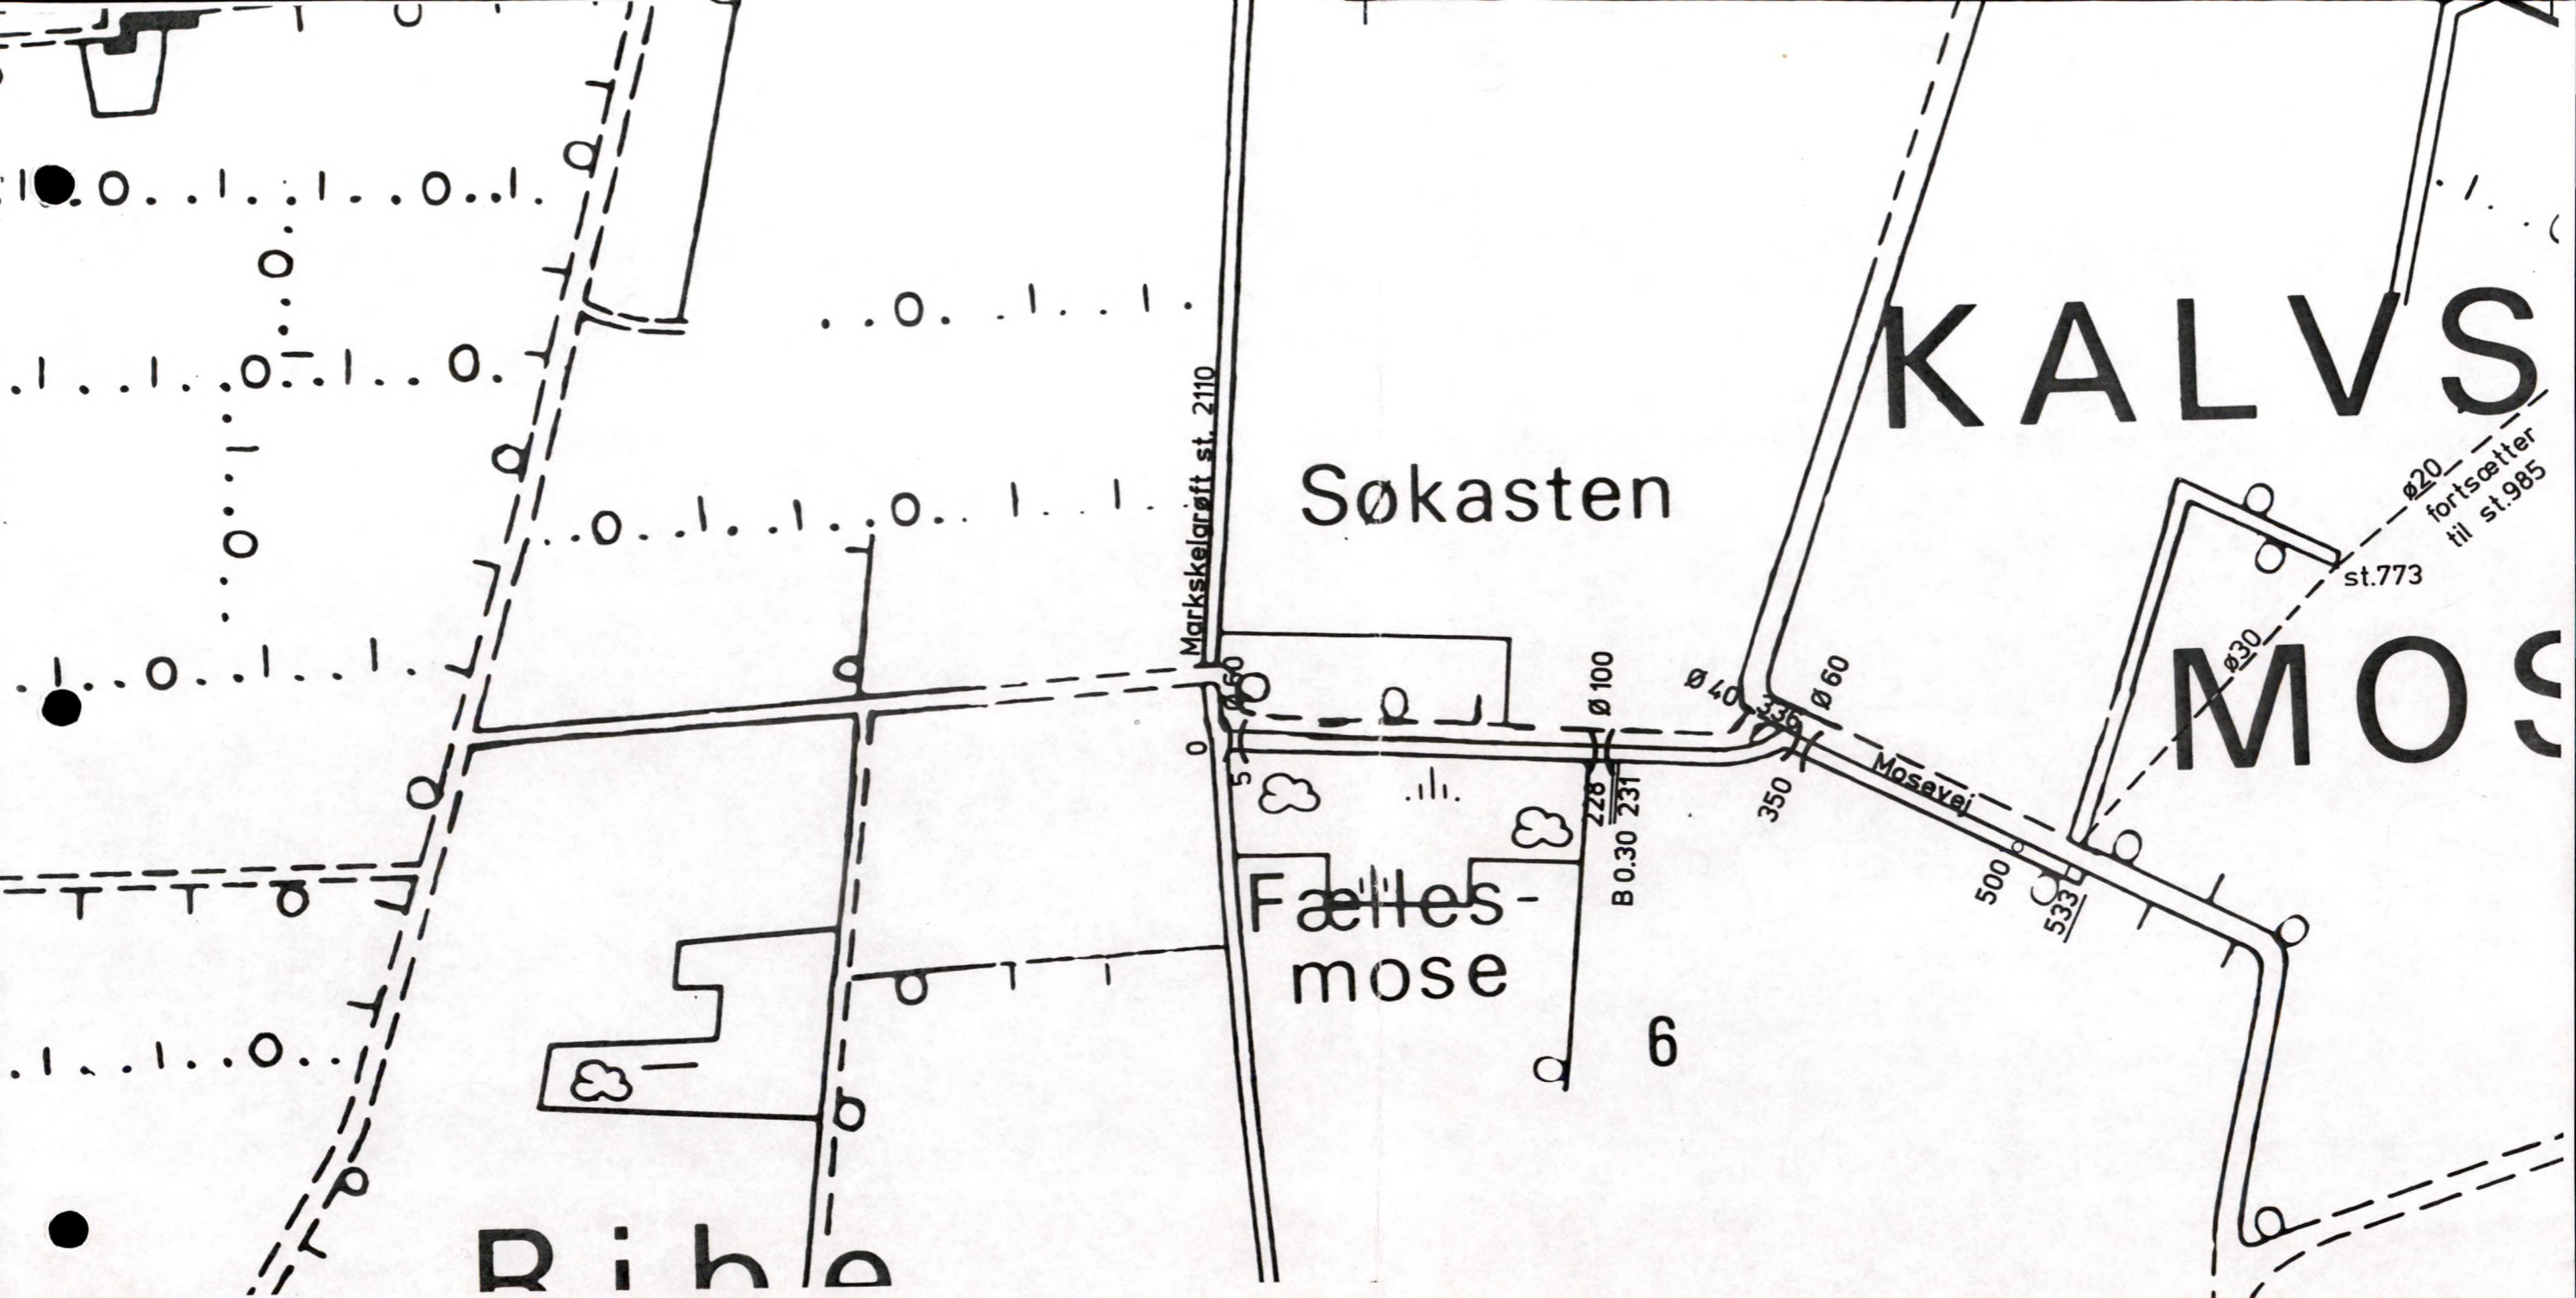 KALVS
Markskelgrøft st. 2110
Søkasten
ø20
fortsætter
til st.985
st.773
ø30
MOS
Ø 60
Ø 100
Ø 40
336
Ø 60
0
5
228
231
B 0.30
350
Mosevej
500
533
Fælles-
mose
6
Ribe